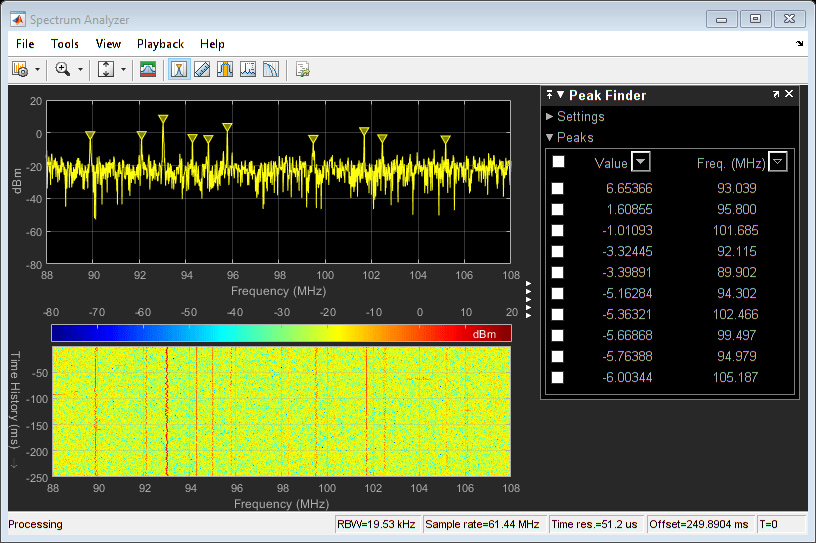 Spectrum Analyzer
File Tools View Playback Help
20
0
-20
-40
-60
-80
dBm
88 90 92 94 96 98 100 102 104 106 108
Frequency (MHz)
-80 -70 -60 -50 -40 -30 -20 -10 0 10 20
dBm
Time History (ms) -->
-50
-100
-150
-200
-250
88 90 92 94 96 98 100 102 104 106 108
Frequency (MHz)
Peak Finder
Settings
Peaks
Value Freq. (MHz)
6.65366 93.039
1.60855 95.800
-1.01093 101.685
-3.32445 92.115
-3.39891 89.902
-5.16284 94.302
-5.36321 102.466
-5.66868 99.497
-5.76388 94.979
-6.00344 105.187
Processing RBW=19.53 kHz Sample rate=61.44 MHz Time res.=51.2 us Offset=249.8904 ms T=0